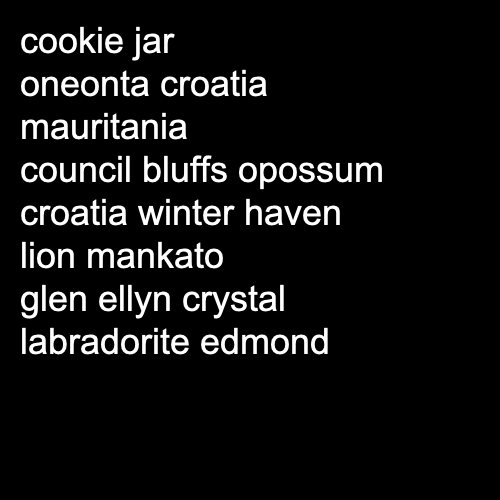 cookie jar
oneonta croatia
mauritania
council bluffs opossum
croatia winter haven
lion mankato
glen ellyn crystal
labradorite edmond